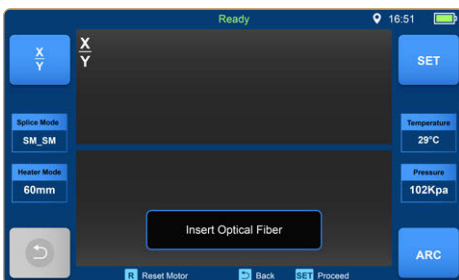 Ready
16:51
X
Y
X
Y
SET
Splice Mode
SM_SM
Temperature
29°C
Heater Mode
60mm
Pressure
102Kpa
Insert Optical Fiber
ARC
R Reset Motor
Back
SET Proceed